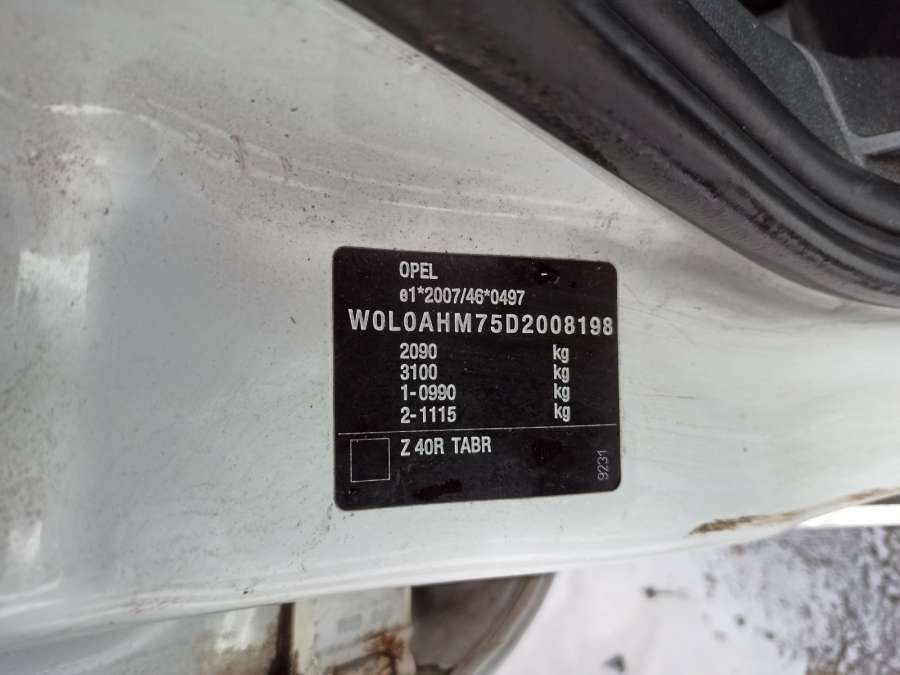 OPEL
e1*2007/46*0497
W0L0AHM75D2008198
2090 kg
3100 kg
1-0990 kg
2-1115 kg
Z 40R TABR
9231